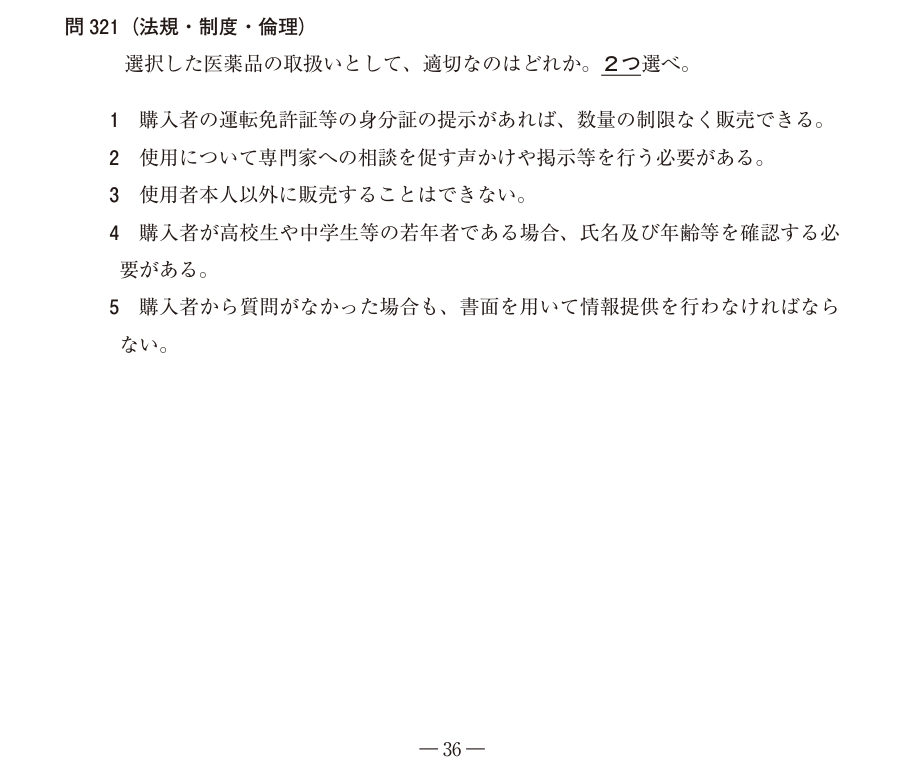 問 321（法規・制度・倫理）
選択した医薬品の取扱いとして、適切なのはどれか。２つ選べ。
1　購入者の運転免許証等の身分証の提示があれば、数量の制限なく販売できる。
2　使用について専門家への相談を促す声かけや掲示等を行う必要がある。
3　使用者本人以外に販売することはできない。
4　購入者が高校生や中学生等の若年者である場合、氏名及び年齢等を確認する必
要がある。
5　購入者から質問がなかった場合も、書面を用いて情報提供を行わなければなら
ない。
― 36 ―